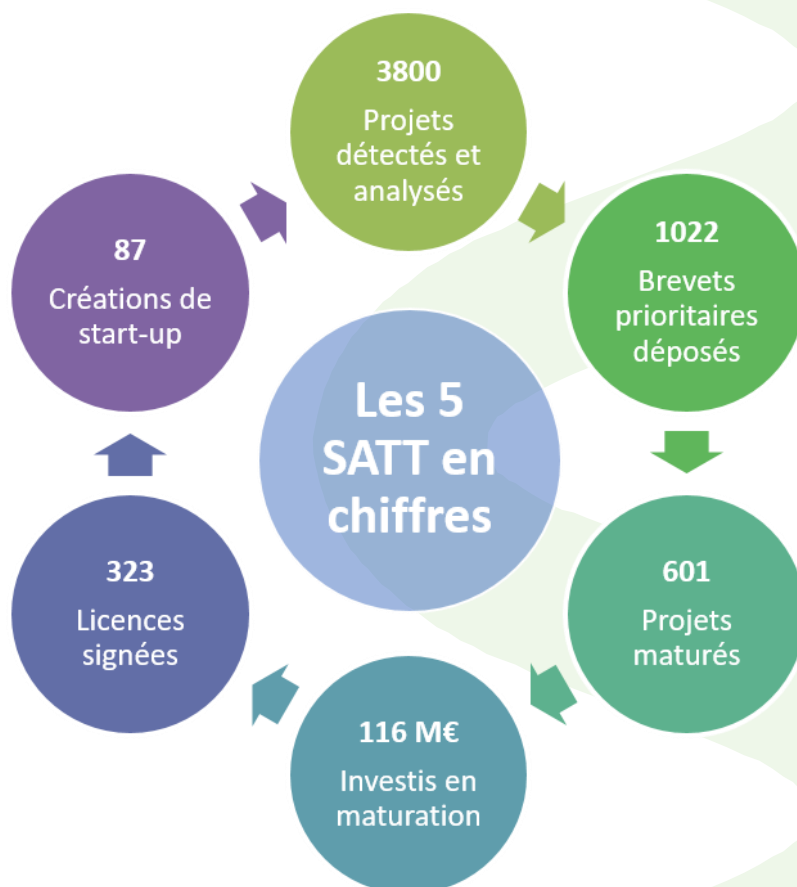 3800
Projets
détectés et
analysés
1022
Brevets
prioritaires
déposés
601
Projets
maturés
116 M€
Investis en
maturation
323
Licences
signées
87
Créations de
start-up
Les 5
SATT en
chiffres